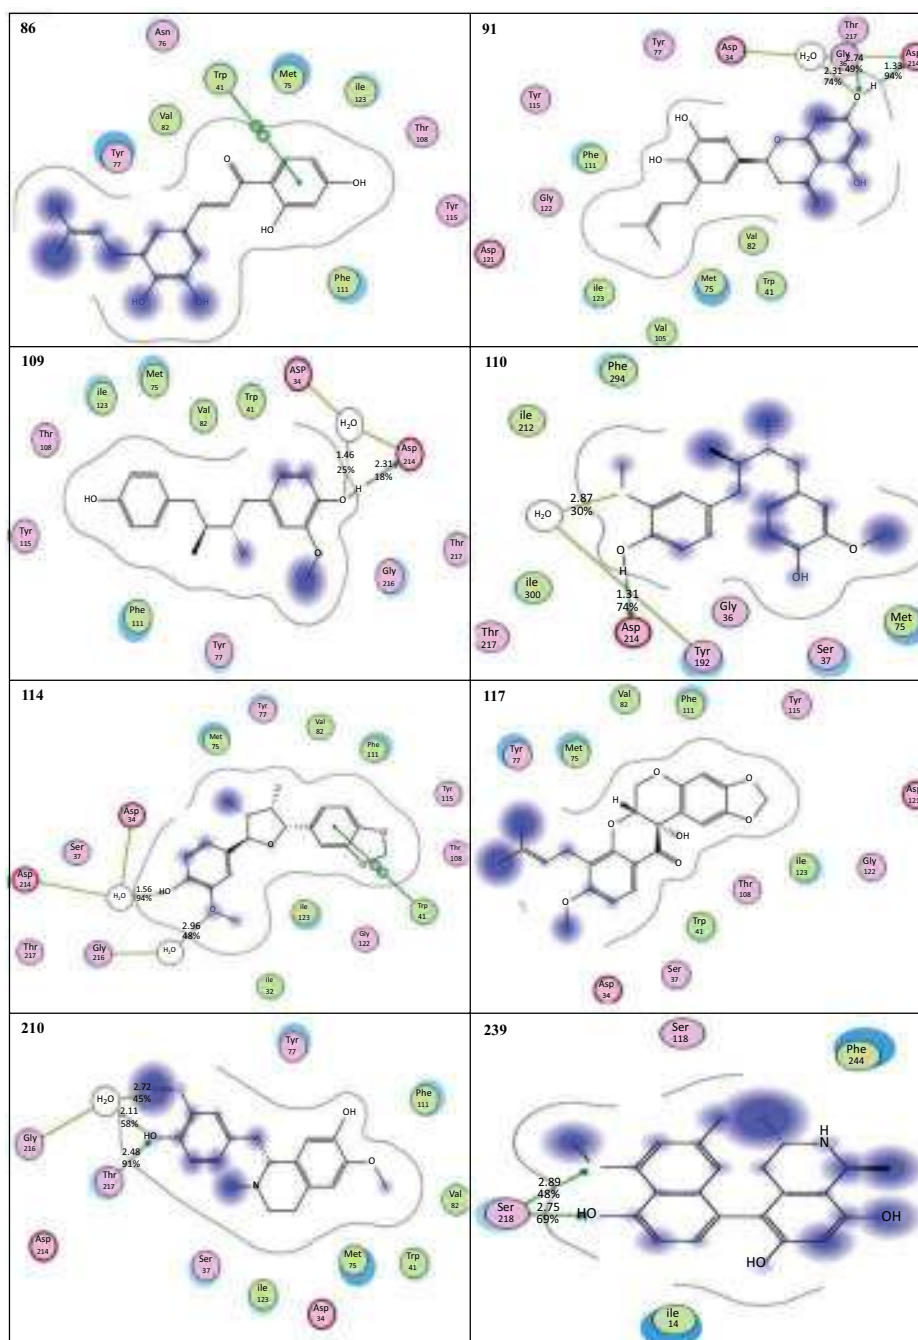 86
Asn
76
Trp
41
Met
75
ile
123
Val
82
Thr
108
Tyr
77
O
OH
HO
Tyr
115
Phe
111
HO
OH
91
Thr
217
Tyr
77
Asp
34
H₂O
Gly
36
2.74
49%
Asp
214
2.31
74%
1.33
94%
H
O
Tyr
115
HO
O
Phe
111
HO
OH
Gly
122
Val
82
Asp
121
ile
123
Met
75
Trp
41
Val
105
109
Met
75
ile
123
Val
82
Trp
41
ASP
34
H₂O
Thr
108
1.46
25%
Asp
214
2.31
18%
H
HO
O
Tyr
115
O
Thr
217
Gly
216
Phe
111
Tyr
77
110
Phe
294
ile
212
2.87
30%
H₂O
O
H
O
OH
ile
300
1.31
74%
Gly
36
Met
75
Thr
217
Asp
214
Tyr
192
Ser
37
114
Tyr
77
Val
82
Met
75
Phe
111
Tyr
115
Asp
34
Ser
37
O
Thr
108
Asp
214
1.56
94%
HO
H₂O
O
2.96
48%
ile
123
Trp
41
Thr
217
Gly
216
H₂O
Gly
122
ile
32
117
Val
82
Phe
111
Tyr
115
Tyr
77
Met
75
O
O
H
O
O
OH
O
Asp
121
O
Thr
108
ile
123
Gly
122
Trp
41
Ser
37
Asp
34
210
Tyr
77
H₂O
2.72
45%
2.11
58%
Phe
111
OH
Gly
216
HO
2.48
91%
O
Thr
217
N
Val
82
Asp
214
Ser
37
Met
75
Trp
41
ile
123
Asp
34
239
Ser
118
Phe
244
H
N
2.89
48%
Ser
218
2.75
69%
HO
OH
HO
ile
14